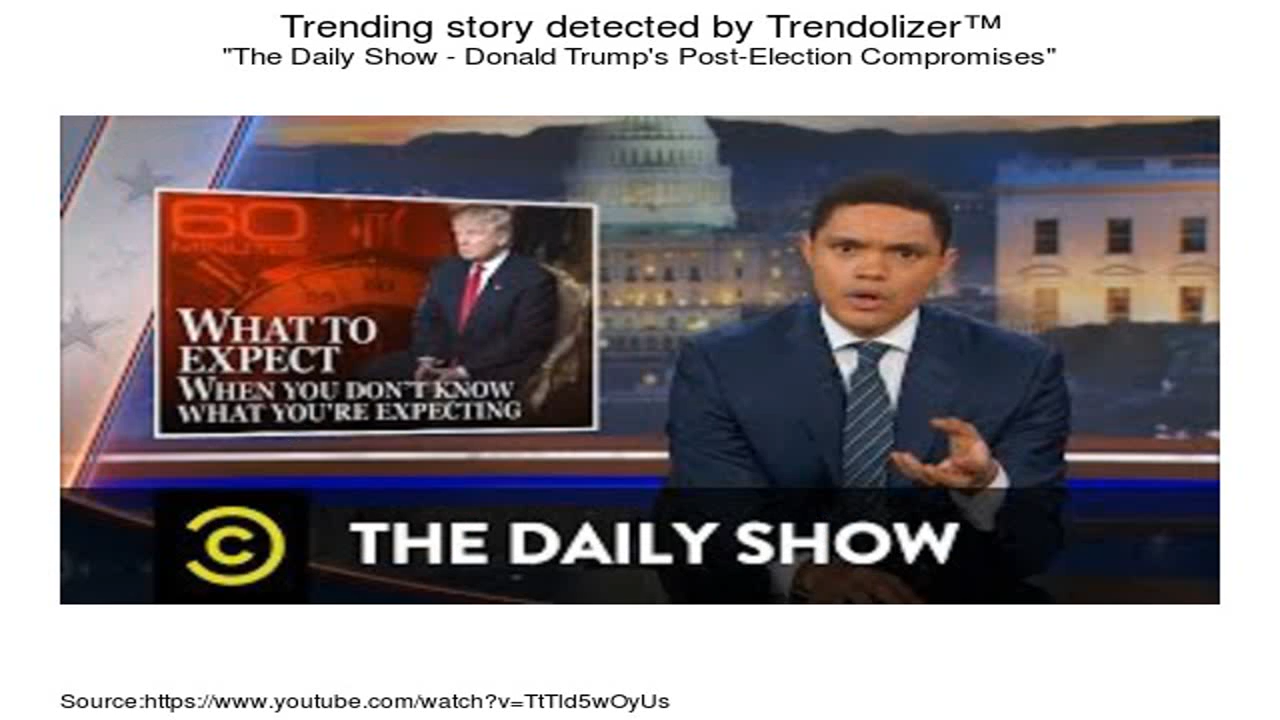 Trending story detected by Trendolizer™
"The Daily Show - Donald Trump's Post-Election Compromises"
60
MINUTES
WHAT TO
EXPECT
WHEN YOU DON'T KNOW
WHAT YOU'RE EXPECTING
THE DAILY SHOW
Source:https://www.youtube.com/watch?v=TtTld5wOyUs